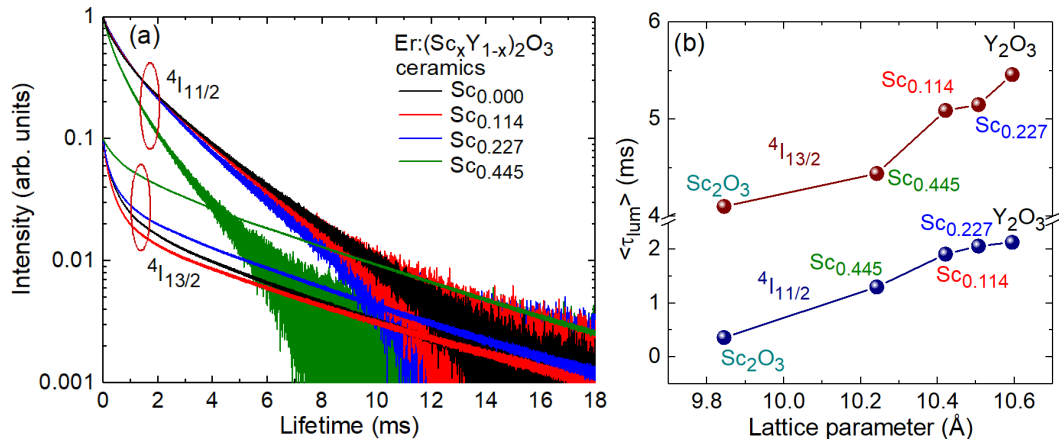 (a)
Er:(ScₓY₁₋ₓ)₂O₃
ceramics
Sc₀.₀₀₀
Sc₀.₁₁₄
Sc₀.₂₂₇
Sc₀.₄₄₅
⁴I₁₁/₂
⁴I₁₃/₂
Intensity (arb. units)
1
0.1
0.01
0.001
0 2 4 6 8 10 12 14 16 18
Lifetime (ms)
(b)
Y₂O₃
Sc₀.₁₁₄
Sc₀.₂₂₇
⁴I₁₃/₂
Sc₂O₃
Sc₀.₄₄₅
Y₂O₃
Sc₀.₂₂₇
Sc₀.₄₄₅
Sc₀.₁₁₄
⁴I₁₁/₂
Sc₂O₃
<τₗᵤₘ> (ms)
6
5
4
2
1
0
9.8 10.0 10.2 10.4 10.6
Lattice parameter (Å)